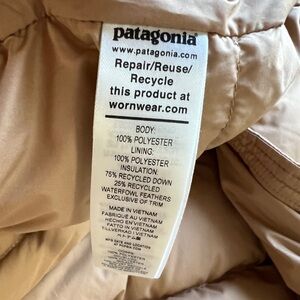 patagonia
www.patagonia.com
Repair/Reuse/
Recycle
this product at
wornwear.com
BODY:
100% POLYESTER
LINING:
100% POLYESTER
INSULATION:
75% RECYCLED DOWN
25% RECYCLED
WATERFOWL FEATHERS
EXCLUSIVE OF TRIM
MADE IN VIETNAM
FABRIQUÉ AU VIETNAM
HECHO EN VIETNAM
FATTO IN VIETNAM
TILLVERKAD I VIETNAM